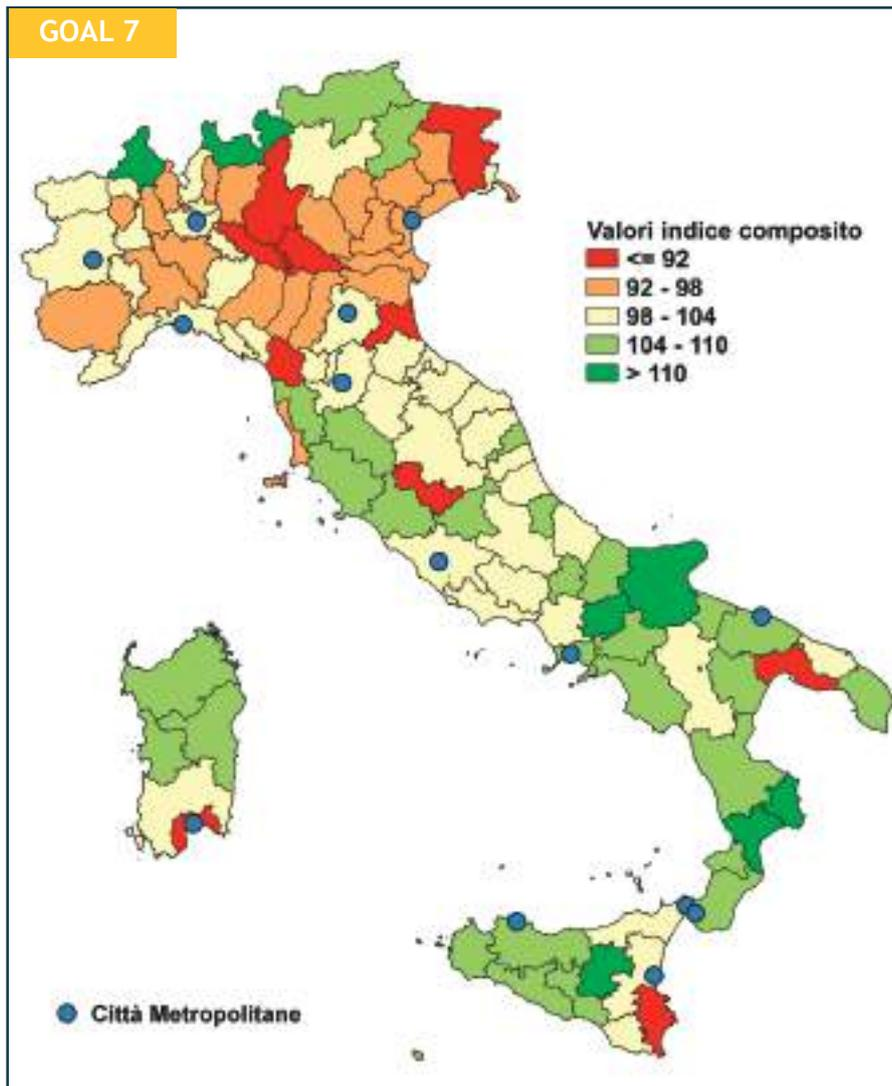 GOAL 7
Valori indice composito
<= 92
92 - 98
98 - 104
104 - 110
> 110
Città Metropolitane